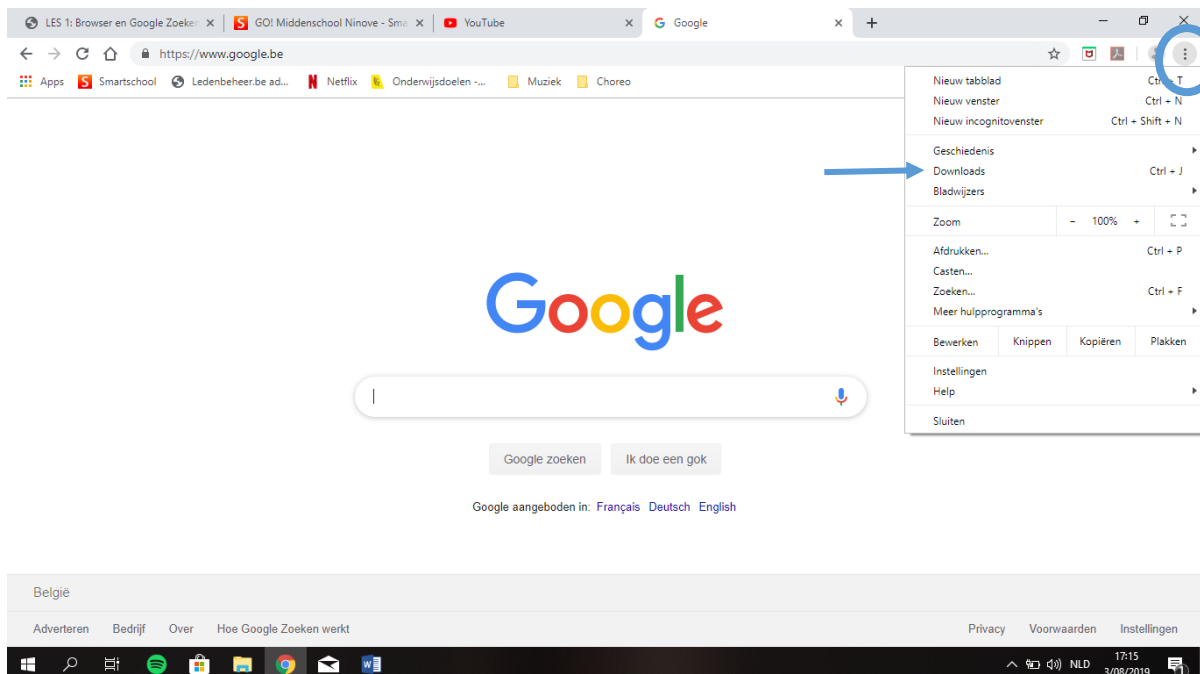 LES 1: Browser en Google Zoeken
GO! Middenschool Ninove - Sma
YouTube
Google
https://www.google.be
Apps Smartschool Ledenbeheer.be ad... Netflix Onderwijsdoelen -... Muziek Choreo
Nieuw tabblad Ctrl + T
Nieuw venster Ctrl + N
Nieuw incognitovenster Ctrl + Shift + N
Geschiedenis
Downloads Ctrl + J
Bladwijzers
Zoom - 100% +
Afdrukken... Ctrl + P
Casten...
Zoeken... Ctrl + F
Meer hulpprogramma's
Bewerken Knippen Kopiëren Plakken
Instellingen
Help
Sluiten
Google
Google zoeken Ik doe een gok
Google aangeboden in: Français Deutsch English
België
Adverteren Bedrijf Over Hoe Google Zoeken werkt Privacy Voorwaarden Instellingen
NLD 17:15
3/08/2019